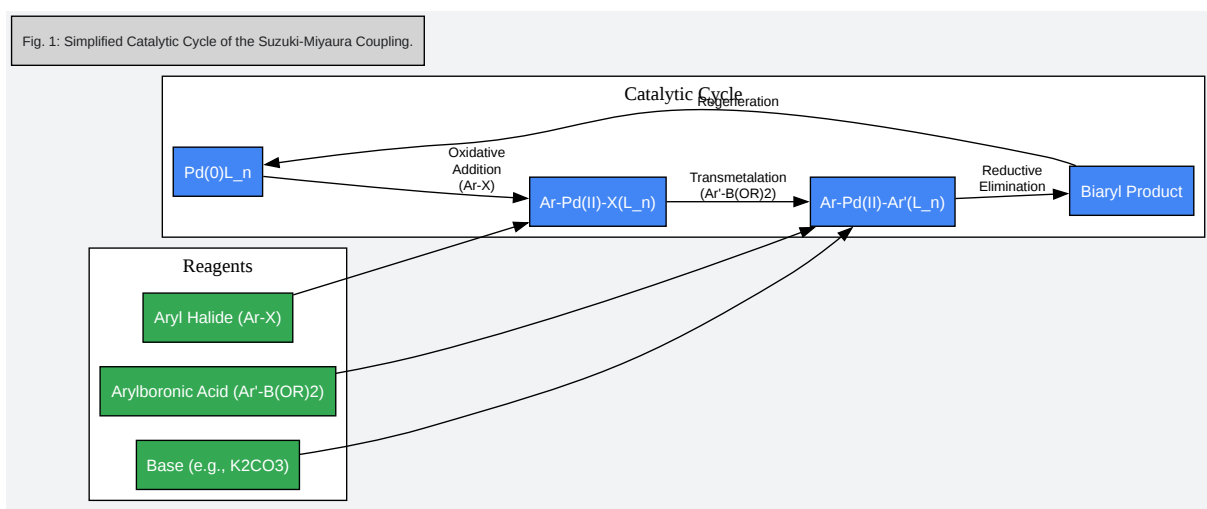 Fig. 1: Simplified Catalytic Cycle of the Suzuki-Miyaura Coupling.
Catalytic Cycle
Regeneration
Pd(0)L_n
Oxidative
Addition
(Ar-X)
Ar-Pd(II)-X(L_n)
Transmetalation
(Ar'-B(OR)2)
Ar-Pd(II)-Ar'(L_n)
Reductive
Elimination
Biaryl Product
Reagents
Aryl Halide (Ar-X)
Arylboronic Acid (Ar'-B(OR)2)
Base (e.g., K2CO3)